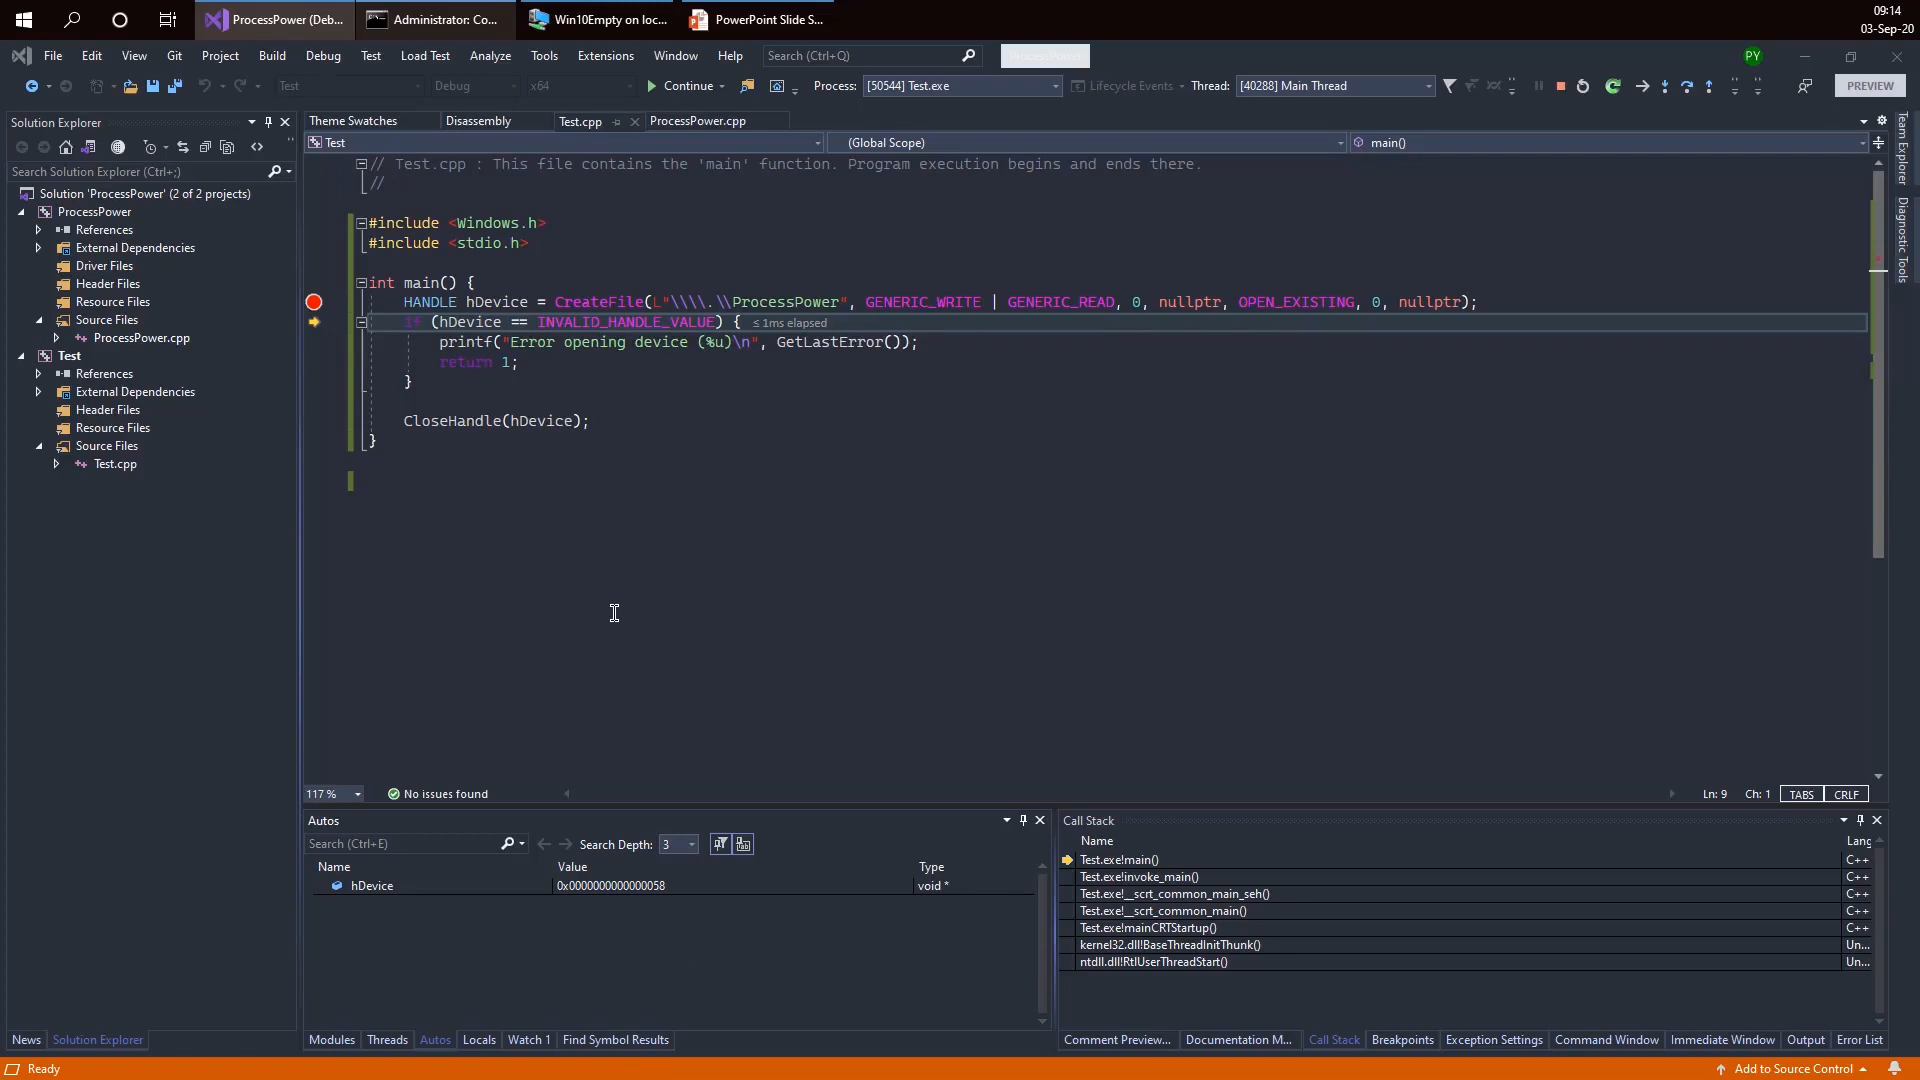 ProcessPower (Deb...
Administrator: Co...
Win10Empty on loc...
PowerPoint Slide S...
09:14
03-Sep-20
File Edit View Git Project Build Debug Test Load Test Analyze Tools Extensions Window Help Search (Ctrl+Q)
PY
Test Debug x64 Continue Process: [50544] Test.exe Lifecycle Events Thread: [40288] Main Thread PREVIEW
Solution Explorer
Search Solution Explorer (Ctrl+;)
Solution 'ProcessPower' (2 of 2 projects)
ProcessPower
References
External Dependencies
Driver Files
Header Files
Resource Files
Source Files
ProcessPower.cpp
Test
References
External Dependencies
Header Files
Resource Files
Source Files
Test.cpp
News Solution Explorer
Theme Swatches Disassembly Test.cpp ProcessPower.cpp
Test (Global Scope) main()
// Test.cpp : This file contains the 'main' function. Program execution begins and ends there.
//
#include <Windows.h>
#include <stdio.h>
int main() {
HANDLE hDevice = CreateFile(L"\\\\.\\ProcessPower", GENERIC_WRITE | GENERIC_READ, 0, nullptr, OPEN_EXISTING, 0, nullptr);
if (hDevice == INVALID_HANDLE_VALUE) { ≤ 1ms elapsed
printf("Error opening device (%u)\n", GetLastError());
return 1;
}
CloseHandle(hDevice);
}
Team Explorer
Diagnostic Tools
117 % No issues found Ln: 9 Ch: 1 TABS CRLF
Autos
Search (Ctrl+E) Search Depth: 3
Name Value Type
hDevice 0x0000000000000058 void *
Modules Threads Autos Locals Watch 1 Find Symbol Results
Call Stack
Name Lang
Test.exe!main() C++
Test.exe!invoke_main() C++
Test.exe!__scrt_common_main_seh() C++
Test.exe!__scrt_common_main() C++
Test.exe!mainCRTStartup() C++
kernel32.dll!BaseThreadInitThunk() Un...
ntdll.dll!RtlUserThreadStart() Un...
Comment Preview... Documentation M... Call Stack Breakpoints Exception Settings Command Window Immediate Window Output Error List
Ready Add to Source Control